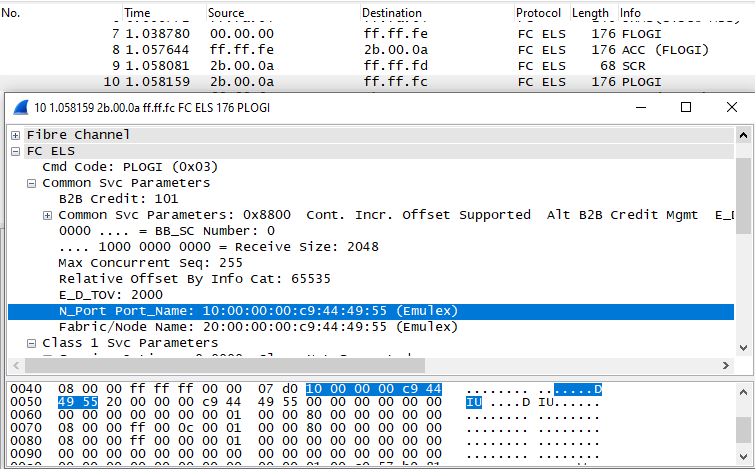 No. Time Source Destination Protocol Length Info
7 1.038780 00.00.00 ff.ff.fe FC ELS 176 FLOGI
8 1.057644 ff.ff.fe 2b.00.0a FC ELS 176 ACC (FLOGI)
9 1.058081 2b.00.0a ff.ff.fd FC ELS 68 SCR
10 1.058159 2b.00.0a ff.ff.fc FC ELS 176 PLOGI
10 1.058159 2b.00.0a ff.ff.fc FC ELS 176 PLOGI
Fibre Channel
FC ELS
Cmd Code: PLOGI (0x03)
Common Svc Parameters
B2B Credit: 101
Common Svc Parameters: 0x8800 Cont. Incr. Offset Supported Alt B2B Credit Mgmt E_D
0000 .... = BB_SC Number: 0
.... 1000 0000 0000 = Receive Size: 2048
Max Concurrent Seq: 255
Relative Offset By Info Cat: 65535
E_D_TOV: 2000
N_Port Port_Name: 10:00:00:00:c9:44:49:55 (Emulex)
Fabric/Node Name: 20:00:00:00:c9:44:49:55 (Emulex)
Class 1 Svc Parameters
0040 08 00 00 ff ff ff 00 00 07 d0 10 00 00 00 c9 44 ........ .......D
0050 49 55 20 00 00 00 c9 44 49 55 00 00 00 00 00 00 IU ....D IU......
0060 00 00 00 00 00 00 01 00 00 80 00 00 00 00 00 00 ........ ........
0070 08 00 00 ff 00 0c 00 01 00 80 00 00 00 00 00 00 ........ ........
0080 08 00 00 ff 00 00 00 01 00 00 00 00 00 00 00 00 ........ ........
0090 00 00 00 00 00 00 00 00 00 00 00 00 00 00 00 00 ........ ........